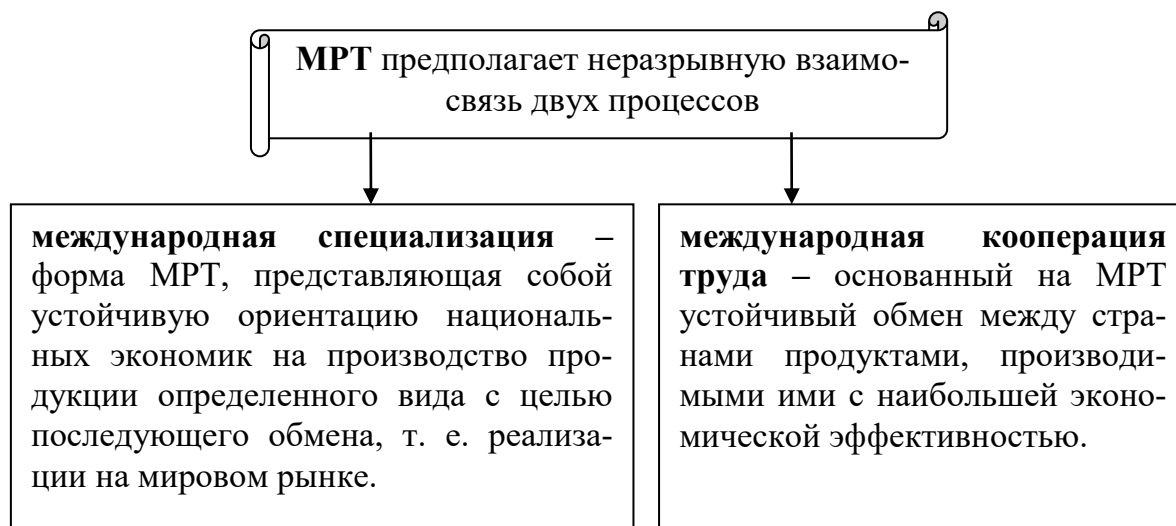 МРТ предполагает неразрывную взаимо-
связь двух процессов
международная специализация –
форма МРТ, представляющая собой
устойчивую ориентацию националь-
ных экономик на производство про-
дукции определенного вида с целью
последующего обмена, т. е. реализа-
ции на мировом рынке.
международная кооперация
труда – основанный на МРТ
устойчивый обмен между стра-
нами продуктами, производи-
мыми ими с наибольшей эконо-
мической эффективностью.